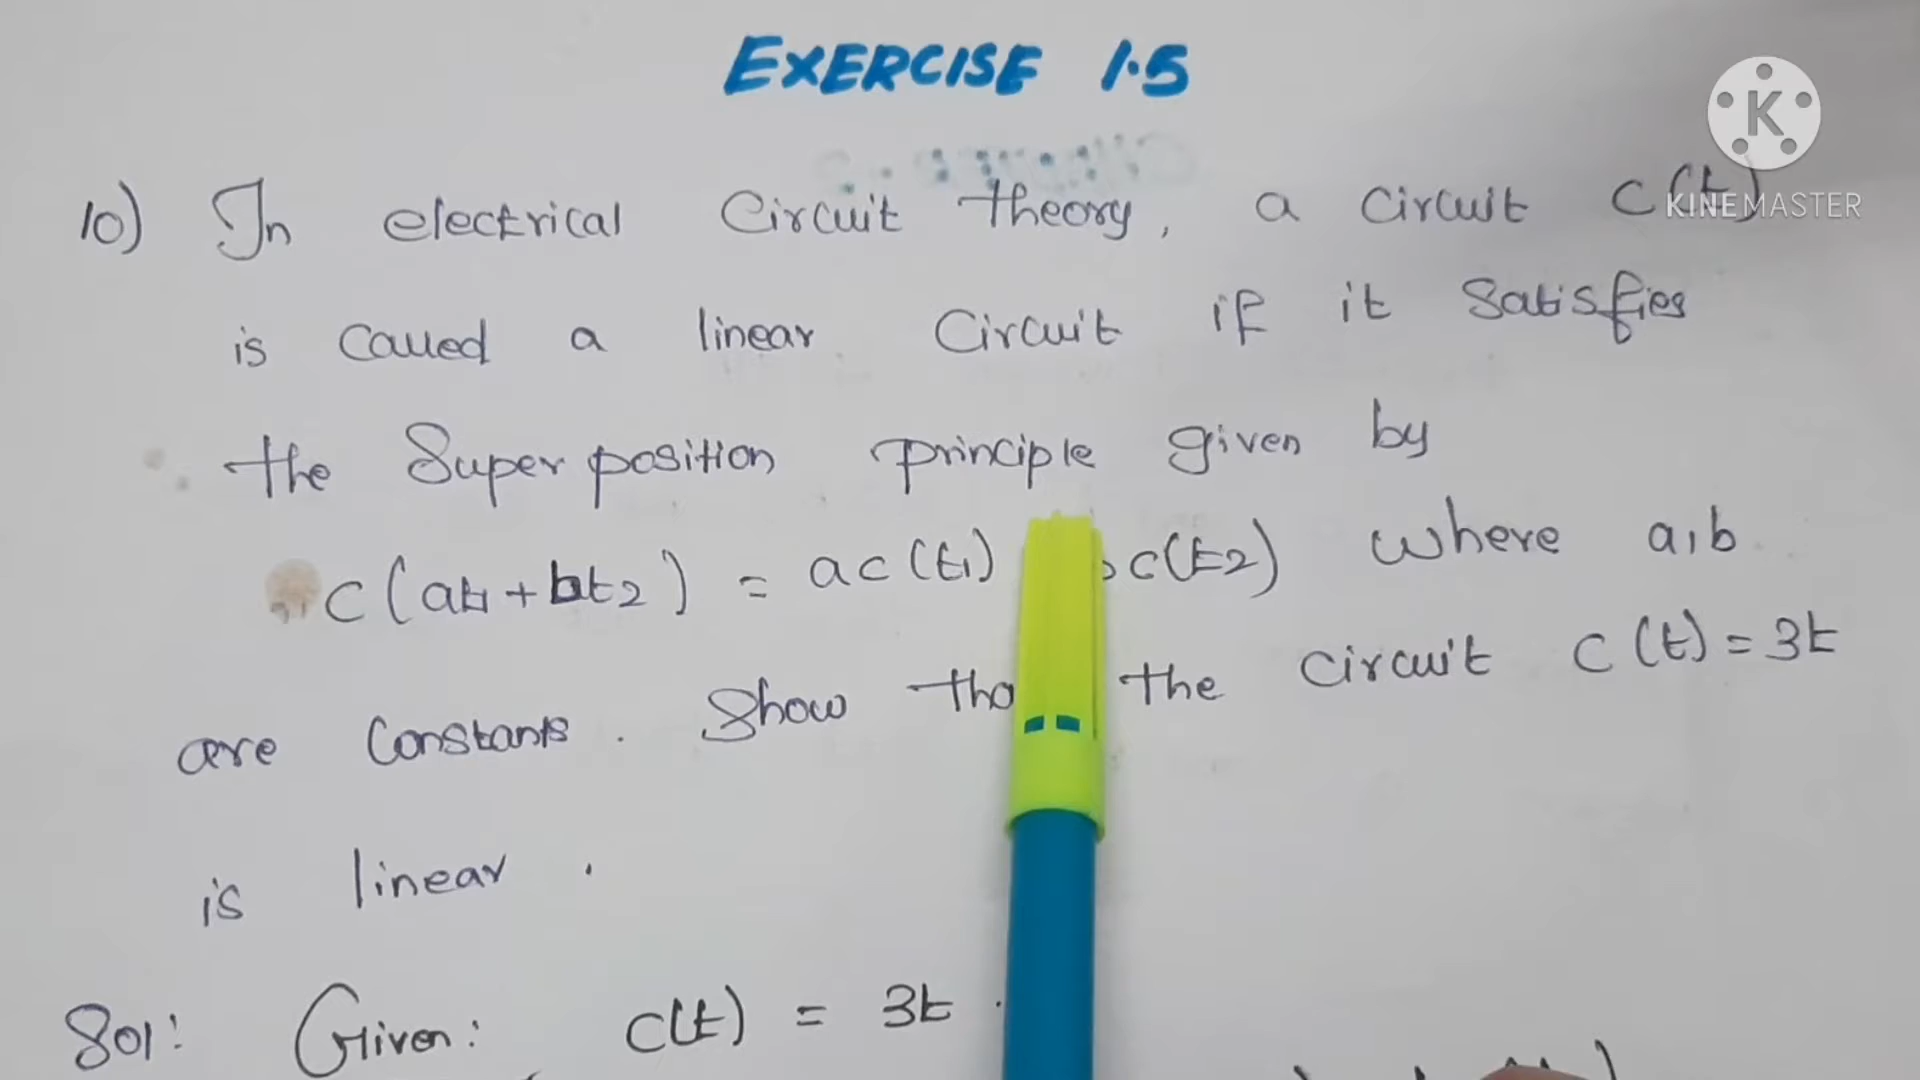 EXERCISE 1.5
K
KINEMASTER
10) In electrical Circuit theory, a circuit C(t)
is called a linear Circuit if it satisfies
the Superposition principle given by
C(at1 + bt2) = ac(t1) c(t2) where a,b
are Constants. Show the circuit C(t) = 3t
is linear.
Sol: Given: C(t) = 3t